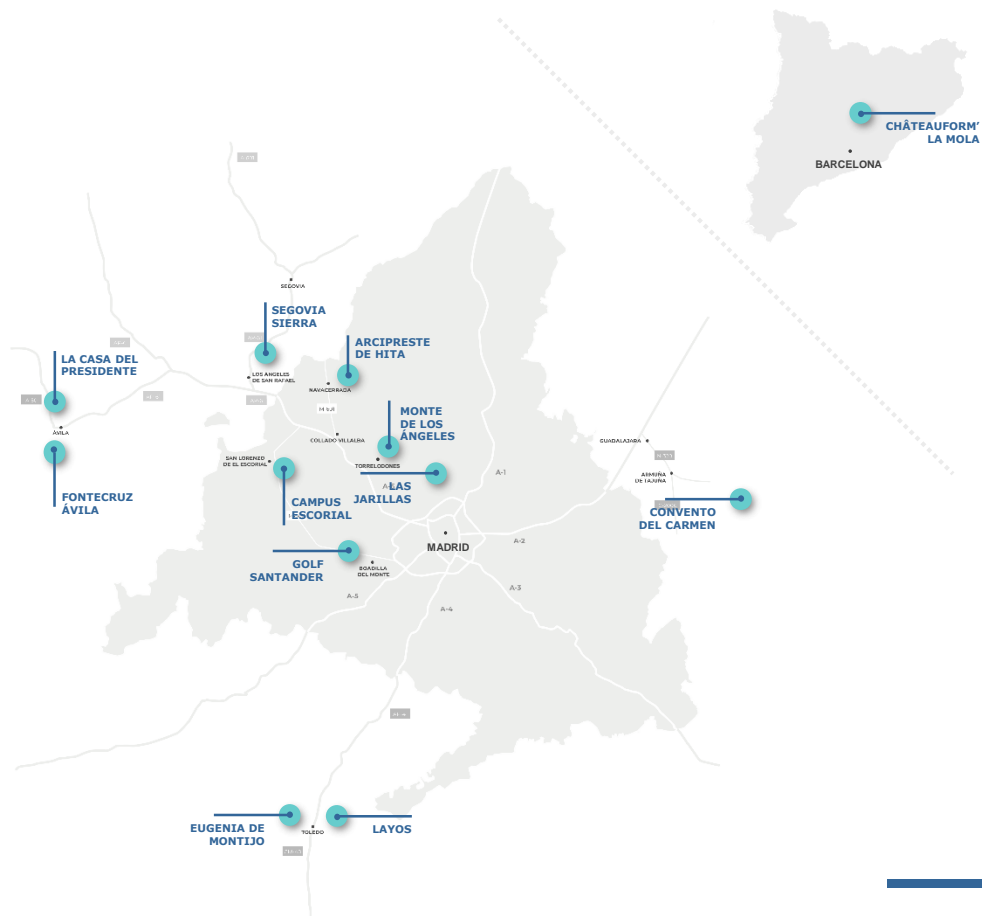 CHÂTEAUFORM'
LA MOLA
BARCELONA
SEGOVIA
SEGOVIA
SIERRA
ARCIPRESTE
DE HITA
LA CASA DEL
PRESIDENTE
LOS ÁNGELES
DE SAN RAFAEL
NAVACERRADA
MONTE
DE LOS
ÁNGELES
ÁVILA
COLLADO VILLALBA
GUADALAJARA
SAN LORENZO
DE EL ESCORIAL
TORRELODONES
A-1
ARMUÑA
DE TAJUÑA
LAS
JARILLAS
FONTECRUZ
ÁVILA
CAMPUS
ESCORIAL
CONVENTO
DEL CARMEN
MADRID
A-2
GOLF
SANTANDER
BOADILLA
DEL MONTE
A-3
A-5
A-4
EUGENIA DE
MONTIJO
TOLEDO
LAYOS